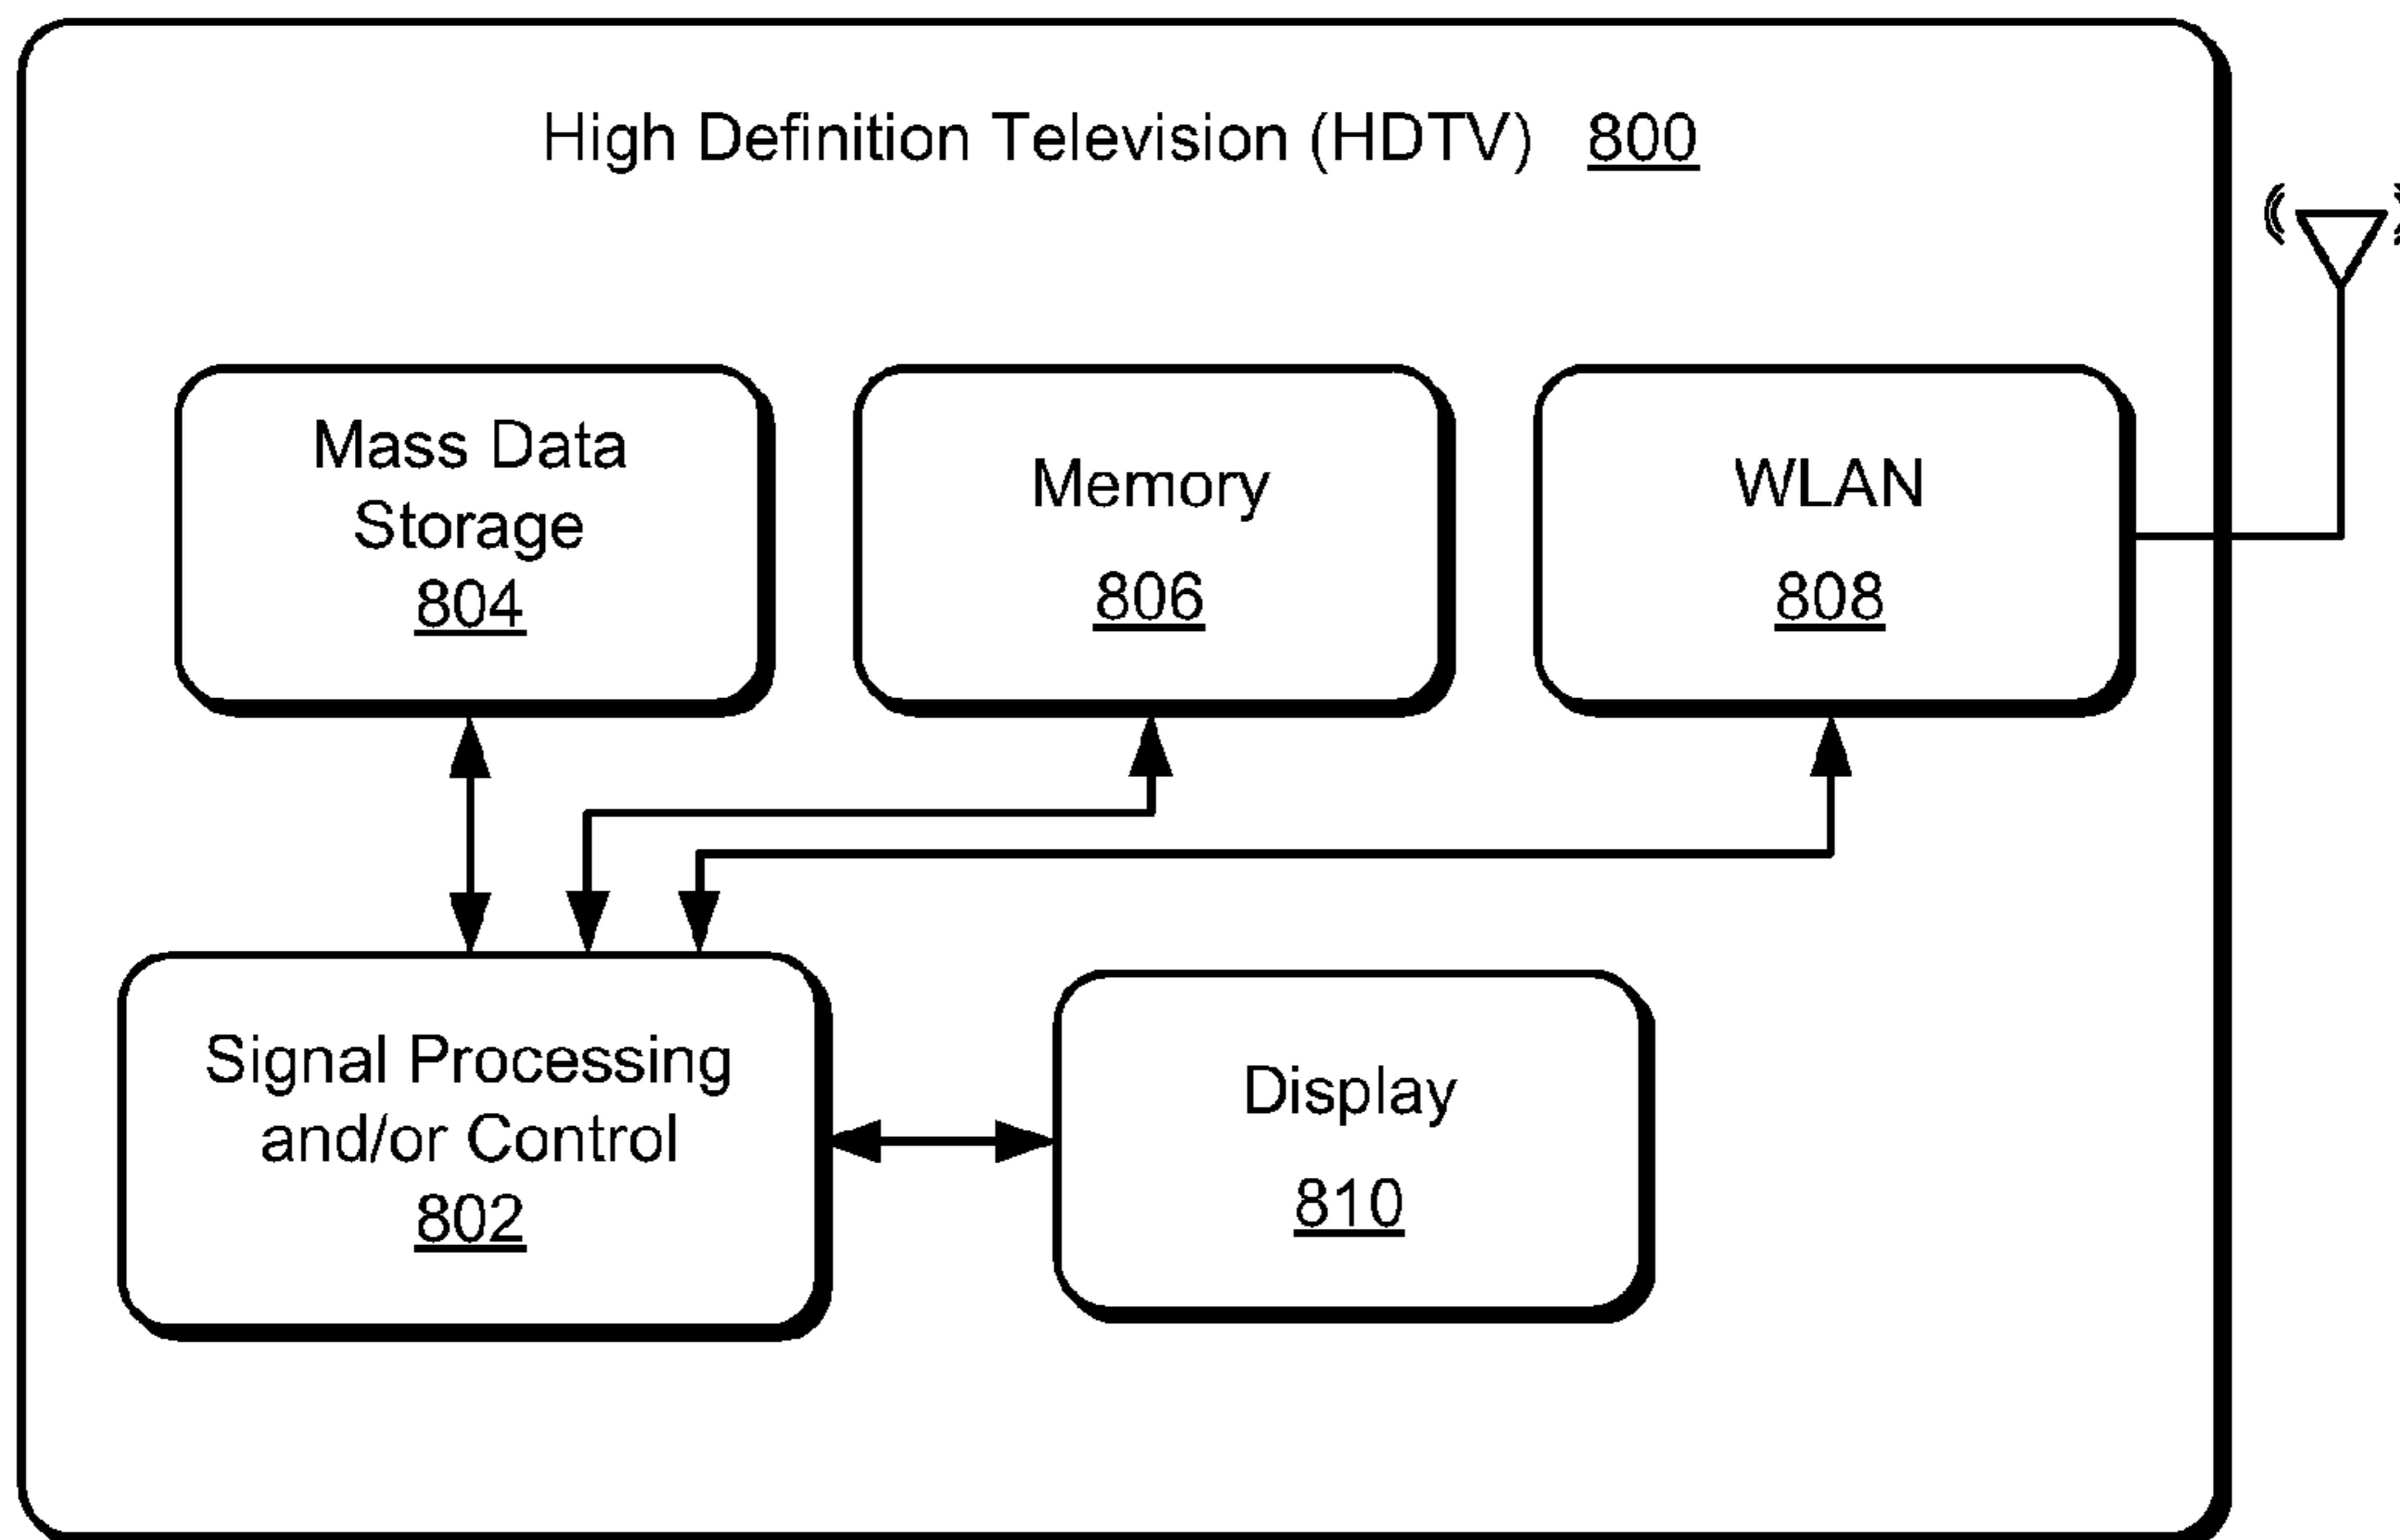 High Definition Television (HDTV) 800
Mass Data
Storage
804
Memory
806
WLAN
808
Signal Processing
and/or Control
802
Display
810